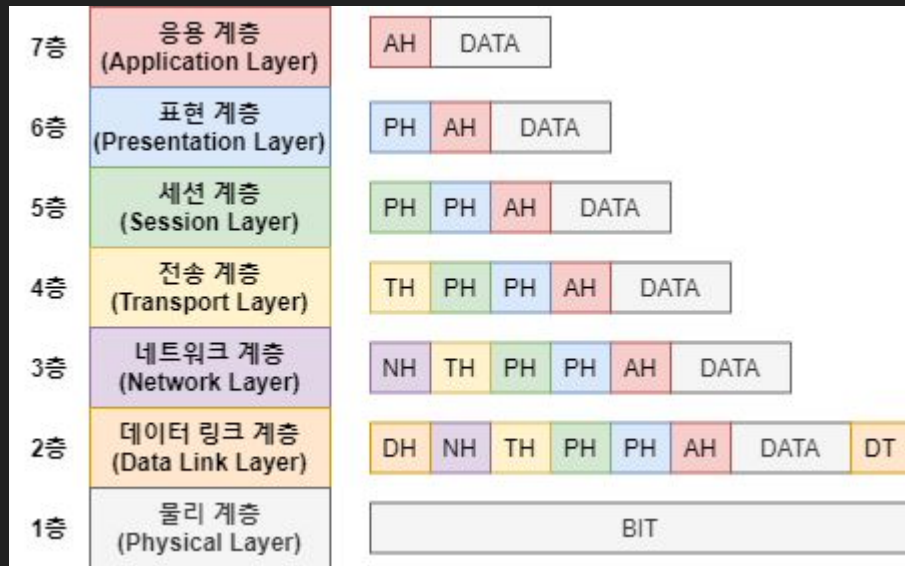 7층 응용 계층 AH DATA
(Application Layer)
6층 표현 계층 PH AH DATA
(Presentation Layer)
5층 세션 계층 PH PH AH DATA
(Session Layer)
4층 전송 계층 TH PH PH AH DATA
(Transport Layer)
3층 네트워크 계층 NH TH PH PH AH DATA
(Network Layer)
2층 데이터 링크 계층 DH NH TH PH PH AH DATA DT
(Data Link Layer)
1층 물리 계층 BIT
(Physical Layer)